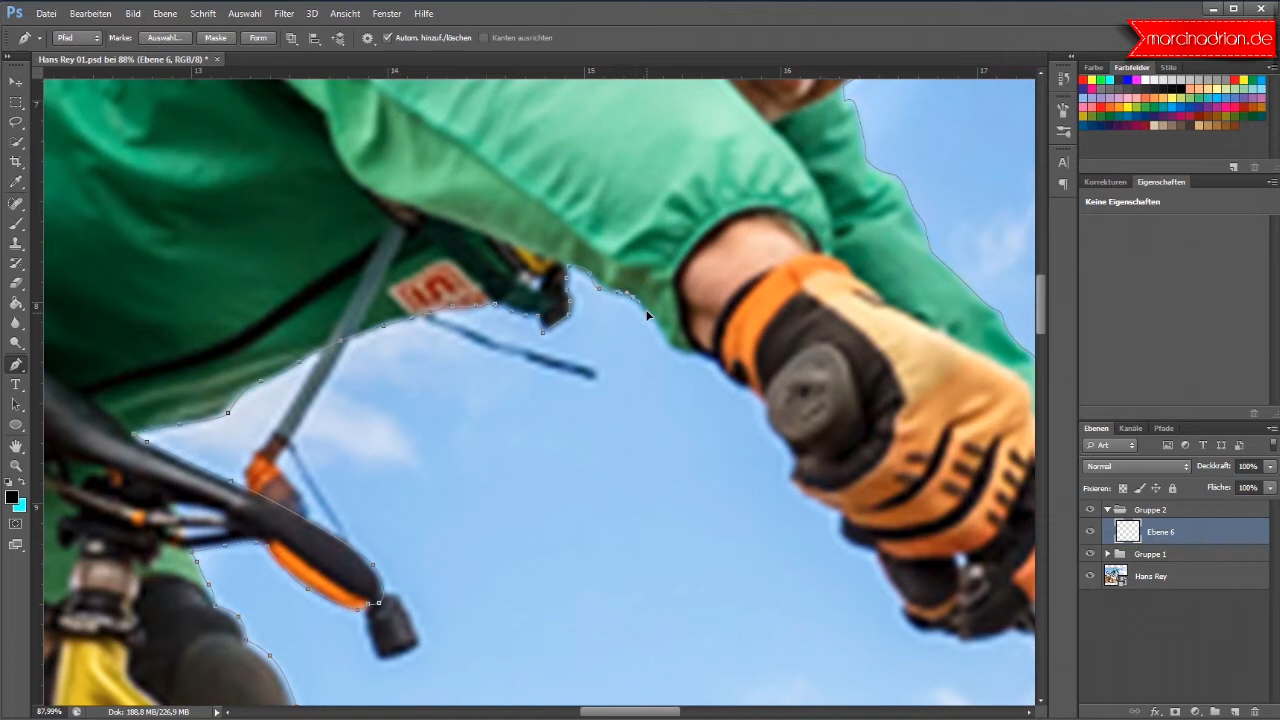 Ps Datei Bearbeiten Bild Ebene Schrift Auswahl Filter 3D Ansicht Fenster Hilfe
Pfad Marke: Auswahl... Maske Form Autom. hinzuf./löschen Kanten ausrichten
marcinadrian.de
Hans Rey 01.psd bei 88% (Ebene 6, RGB/8) * ×
13 14 15 16 17
7
8
9
Farbe Farbfelder Stile
Korrekturen Eigenschaften
Keine Eigenschaften
Ebenen Kanäle Pfade
Art
Normal Deckkraft: 100%
Fixieren: Fläche: 100%
Gruppe 2
Ebene 6
Gruppe 1
Hans Rey
87,99% Dok: 188,8 MB/226,9 MB